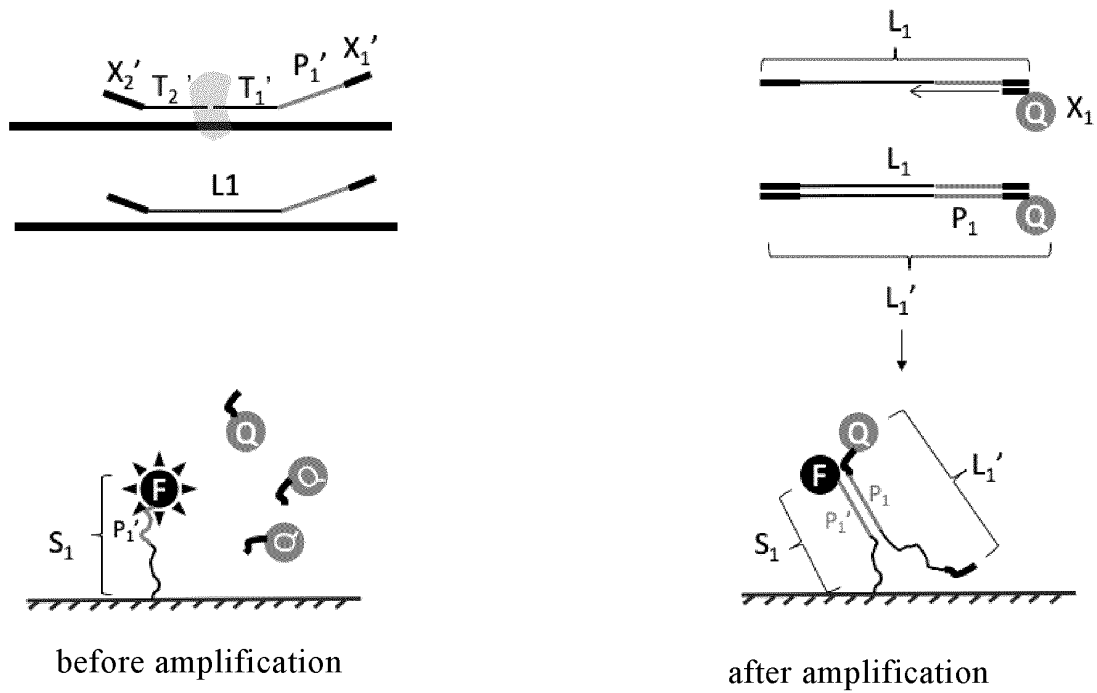 X₂’ T₂’ T₁’ P₁’ X₁’
L1
Q
Q
Q
F
P₁’
S₁
before amplification
L₁
Q X₁
L₁
P₁ Q
L₁’
Q
F
L₁’
P₁
P₁’
S₁
after amplification